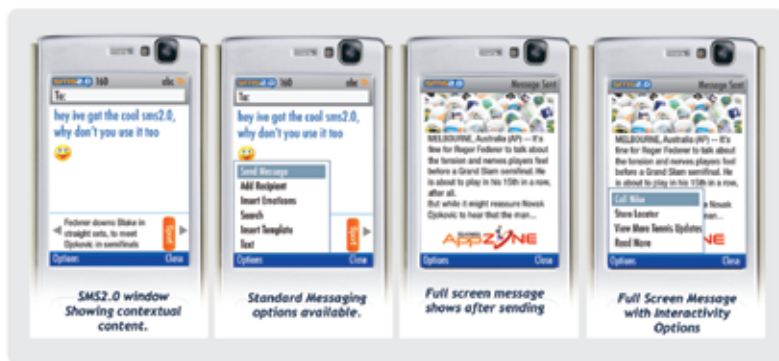 sms2.0 160 abc
To:
hey ive got the cool sms2.0,
why don't you use it too
Federer downs Blake in
straight sets, to meet
Djokovic in semifinals
Sport
Options Close
SMS2.0 window
Showing contextual
content.
sms2.0 160 abc
To:
hey ive got the cool sms2.0,
why don't you use it too
Send Message
Add Recipient
Insert Emoticons
Search
Insert Template
Text
Sport
Options Close
Standard Messaging
options available.
sms2.0 Message Sent
MELBOURNE, Australia (AP) -- It's
fine for Roger Federer to talk about
the tension and nerves players feel
before a Grand Slam semifinal. He
is about to play in his 15th in a row,
after all.
But while it might reassure Novak
Djokovic to hear that the man...
APPZONE
Options Close
Full screen message
shows after sending
sms2.0 Message Sent
MELBOURNE, Australia (AP) -- It's
fine for Roger Federer to talk about
the tension and nerves players feel
before a Grand Slam semifinal. He
is about to play in his 15th in a row,
Novak
man...
Call Nike
Store Locator
View More Tennis Updates
Read More
NE
Options Close
Full Screen Message
with Interactivity
Options